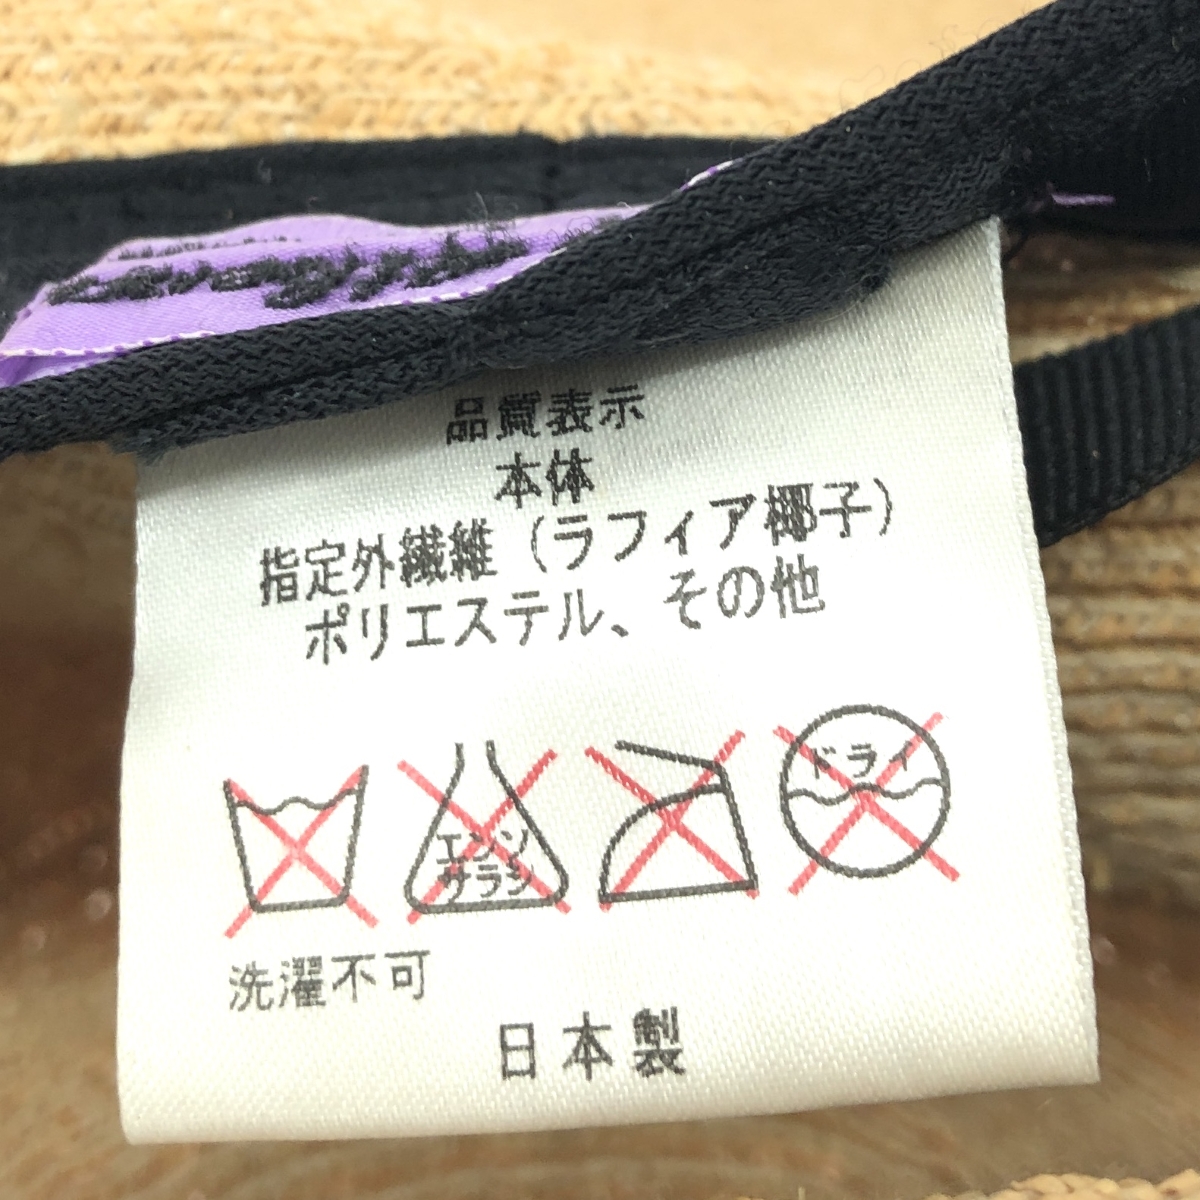 品質表示
本体
指定外繊維(ラフィア椰子)
ポリエステル、その他
エンソ
サラシ
ドライ
洗濯不可
日本製